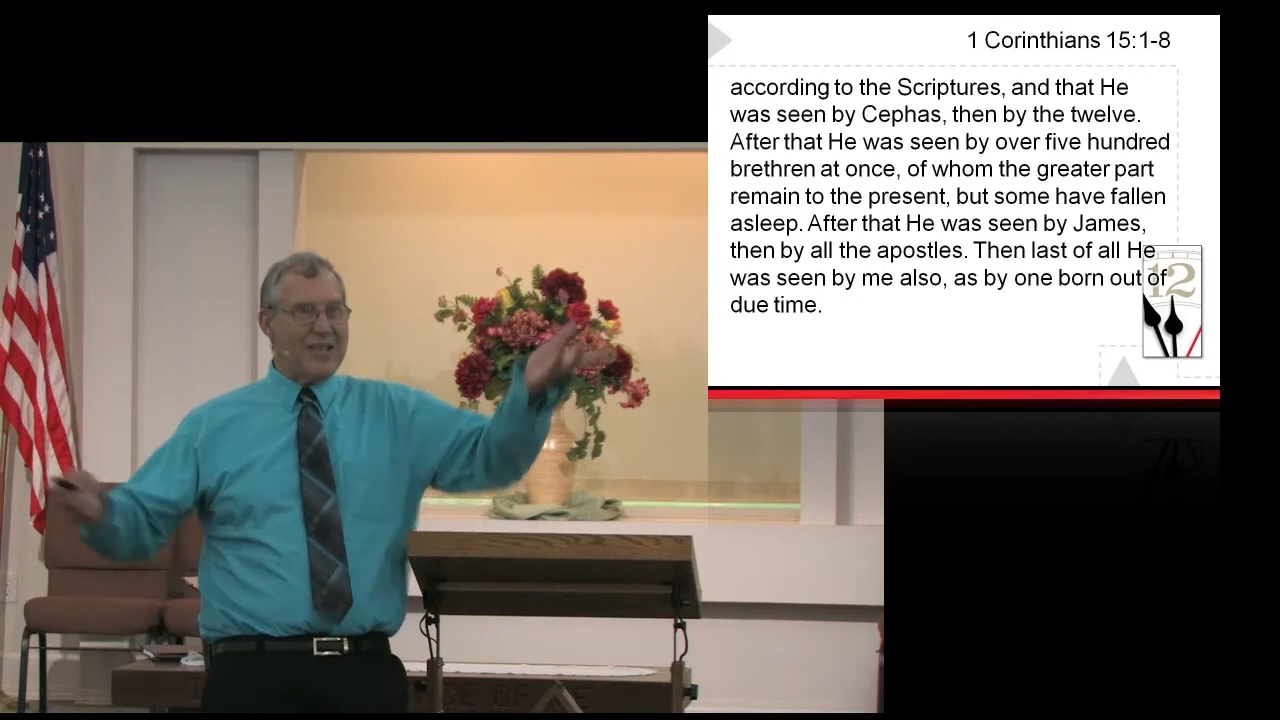 1 Corinthians 15:1-8
according to the Scriptures, and that He
was seen by Cephas, then by the twelve.
After that He was seen by over five hundred
brethren at once, of whom the greater part
remain to the present, but some have fallen
asleep. After that He was seen by James,
then by all the apostles. Then last of all He
was seen by me also, as by one born out of
due time.
12
OF